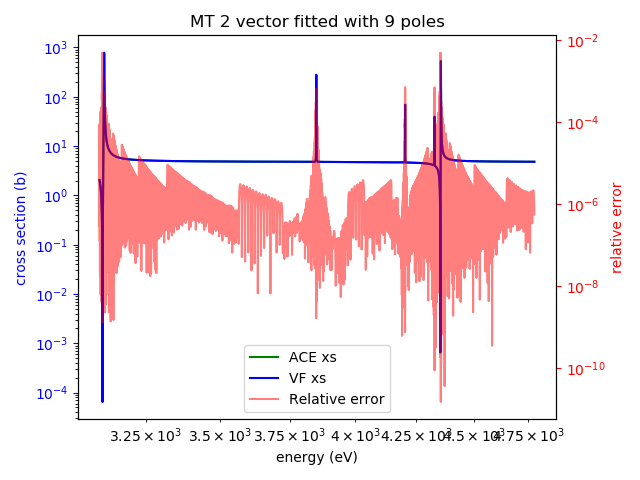 MT 2 vector fitted with 9 poles
10³
10²
10¹
10⁰
10⁻¹
10⁻²
10⁻³
10⁻⁴
cross section (b)
10⁻²
10⁻⁴
10⁻⁶
10⁻⁸
10⁻¹⁰
relative error
ACE xs
VF xs
Relative error
3.25 × 10³ 3.5 × 10³ 3.75 × 10³ 4 × 10³ 4.25 × 10³ 4.5 × 10³ 4.75 × 10³
energy (eV)